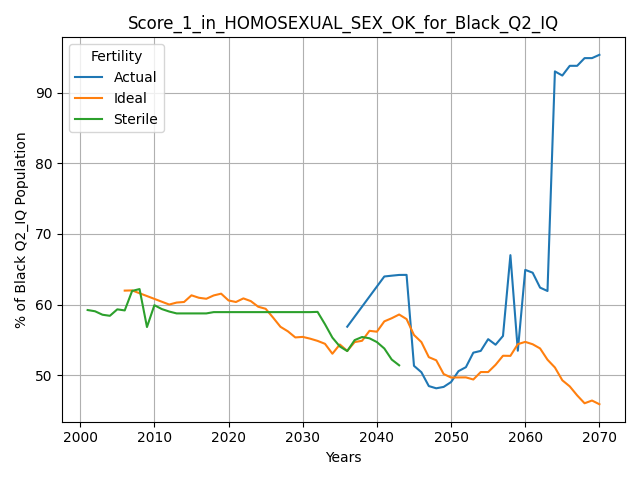 Score_1_in_HOMOSEXUAL_SEX_OK_for_Black_Q2_IQ
Fertility
Actual
Ideal
Sterile
% of Black Q2_IQ Population
90
80
70
60
50
2000 2010 2020 2030 2040 2050 2060 2070
Years